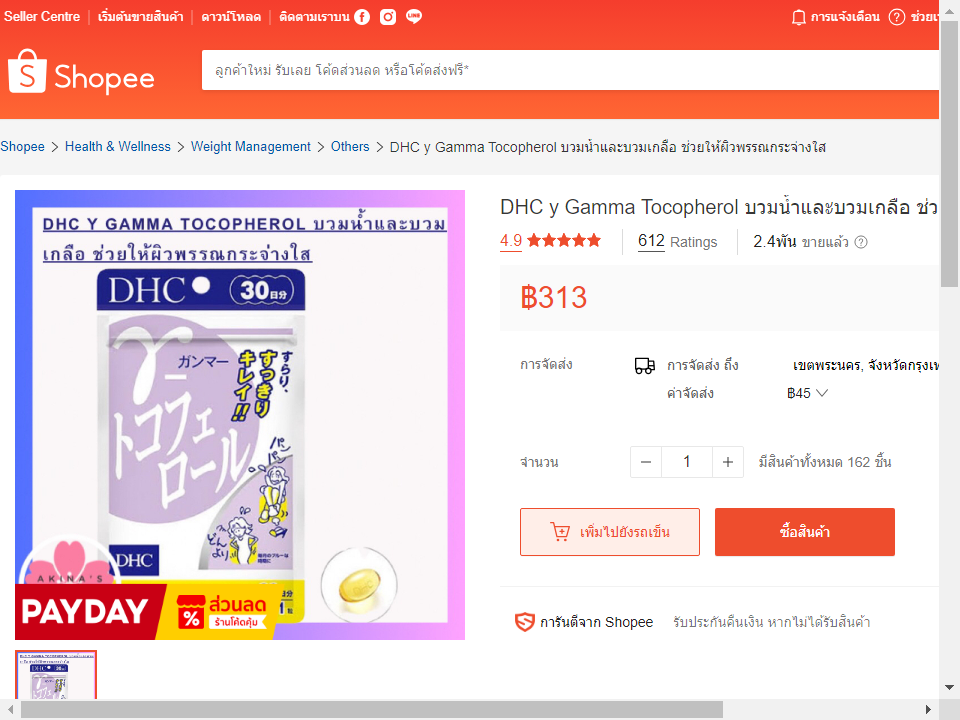 Seller Centre เริ่มต้นขายสินค้า ดาวน์โหลด ติดตามเราบน
การแจ้งเตือน
Shopee
ลูกค้าใหม่ รับเลย โค้ดส่วนลด หรือโค้ดส่งฟรี*
Shopee > Health & Wellness > Weight Management > Others > DHC y Gamma Tocopherol บวมน้ำและบวมเกลือ ช่วยให้ผิวพรรณกระจ่างใส
DHC Y GAMMA TOCOPHEROL บวมน้ำและบวม
เกลือ ช่วยให้ผิวพรรณกระจ่างใส
DHC
30日分
ガンマー
すらり、
すっきり
キレイ!!
トコフェ
ロール
パン
パン
どん
より
DHC
AKINA'S
PAYDAY
ส่วนลด
ร้านโค้ดคุ้ม
DHC y Gamma Tocopherol บวมน้ำและบวมเกลือ
4.9
612 Ratings
2.4พัน ขายแล้ว
฿313
การจัดส่ง
การจัดส่ง ถึง
เขตพระนคร,
ค่าจัดส่ง
฿45
จำนวน
1
มีสินค้าทั้งหมด 162 ชิ้น
เพิ่มไปยังรถเข็น
ซื้อสินค้า
การันตีจาก Shopee
รับประกันคืนเงิน หากไม่ได้รับสินค้า